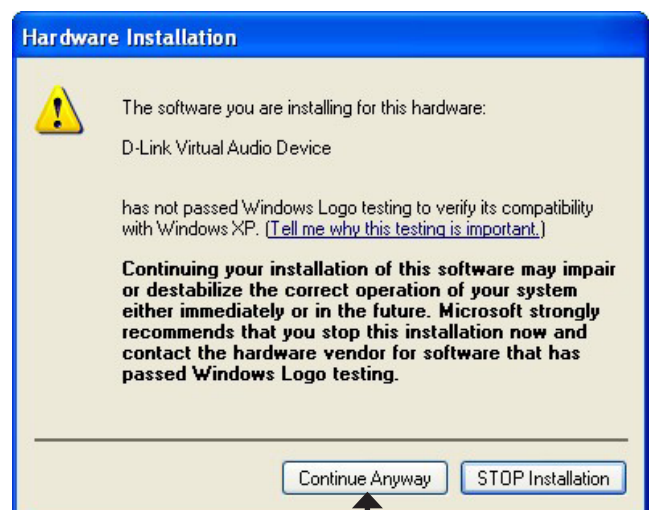 Hardware Installation
The software you are installing for this hardware:
D-Link Virtual Audio Device
has not passed Windows Logo testing to verify its compatibility
with Windows XP. (Tell me why this testing is important.)
Continuing your installation of this software may impair
or destabilize the correct operation of your system
either immediately or in the future. Microsoft strongly
recommends that you stop this installation now and
contact the hardware vendor for software that has
passed Windows Logo testing.
Continue Anyway STOP Installation